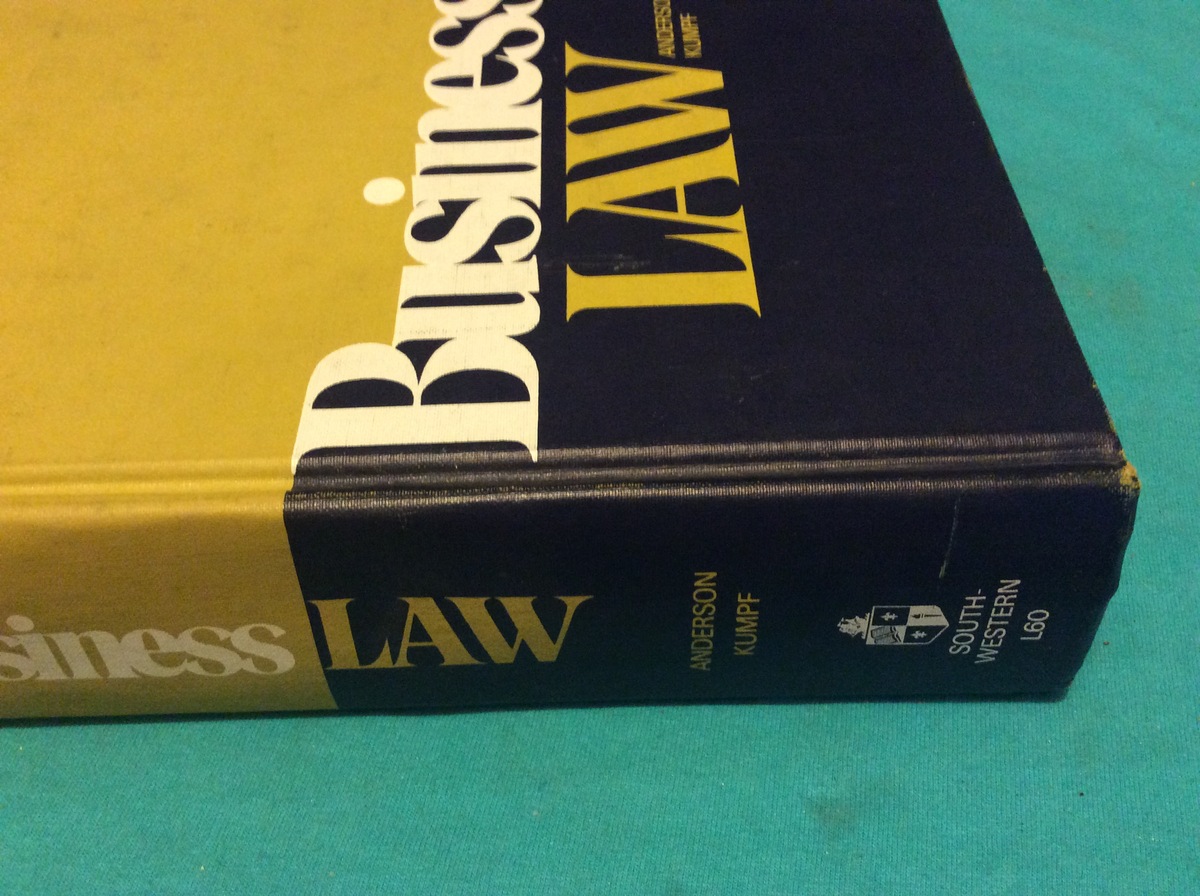 Business
LAW
ANDERSON
KUMPF
siness
LAW
ANDERSON
KUMPF
SOUTH-
WESTERN
L60